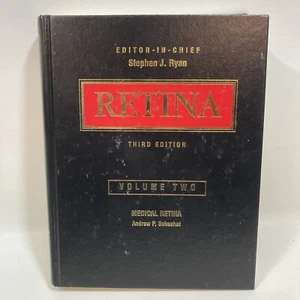 EDITOR-IN-CHIEF
Stephen J. Ryan
RETINA
THIRD EDITION
VOLUME TWO
MEDICAL RETINA
Andrew P. Schachat